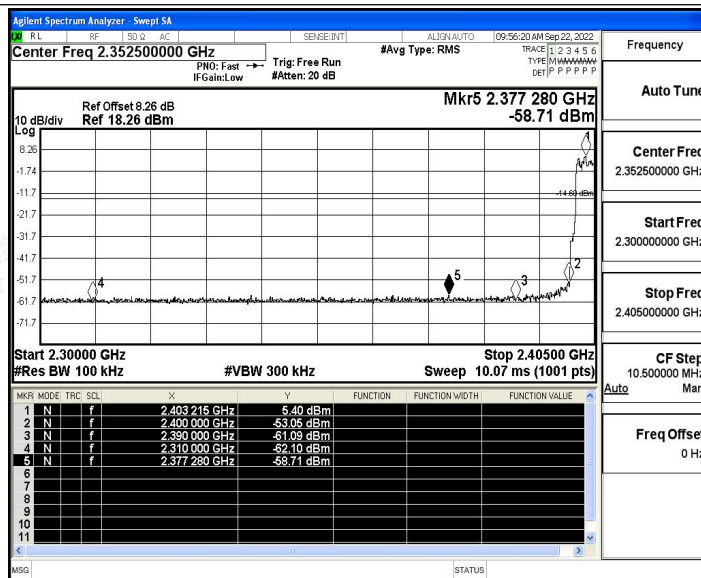 Agilent Spectrum Analyzer - Swept SA
RL RF 50 Ω AC SENSE:INT ALIGN AUTO 09:56:20 AM Sep 22, 2022
Center Freq 2.352500000 GHz #Avg Type: RMS TRACE 1 2 3 4 5 6
PNO: Fast Trig: Free Run TYPE M W W W W W
IFGain:Low #Atten: 20 dB DET P P P P P P
Mkr5 2.377 280 GHz
-58.71 dBm
Ref Offset 8.26 dB
10 dB/div Ref 18.26 dBm
Log
1
8.26
-1.74
-11.7
-14.60 dBm
-21.7
-31.7
-41.7
-51.7
-61.7
-71.7
4 5 3 2
Start 2.30000 GHz Stop 2.40500 GHz
#Res BW 100 kHz #VBW 300 kHz Sweep 10.07 ms (1001 pts)
MKR MODE TRC SCL X Y FUNCTION FUNCTION WIDTH FUNCTION VALUE
1 N f 2.403 215 GHz 5.40 dBm
2 N f 2.400 000 GHz -53.05 dBm
3 N f 2.390 000 GHz -61.09 dBm
4 N f 2.310 000 GHz -62.10 dBm
5 N f 2.377 280 GHz -58.71 dBm
6
7
8
9
10
11
MSG STATUS
Frequency
Auto Tune
Center Freq
2.352500000 GHz
Start Freq
2.300000000 GHz
Stop Freq
2.405000000 GHz
CF Step
10.500000 MHz
Auto Man
Freq Offset
0 Hz